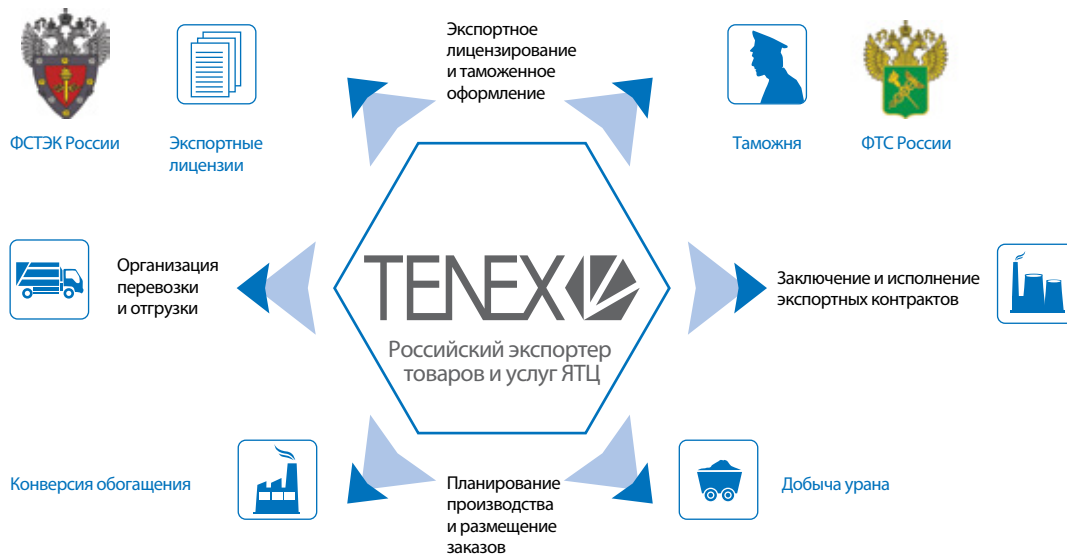 Экспортное
лицензирование
и таможенное
оформление
ФСТЭК России
Экспортные
лицензии
Таможня
ФТС России
Организация
перевозки
и отгрузки
TENEX
Российский экспортер
товаров и услуг ЯТЦ
Заключение и исполнение
экспортных контрактов
Конверсия обогащения
Планирование
производства
и размещение
заказов
Добыча урана